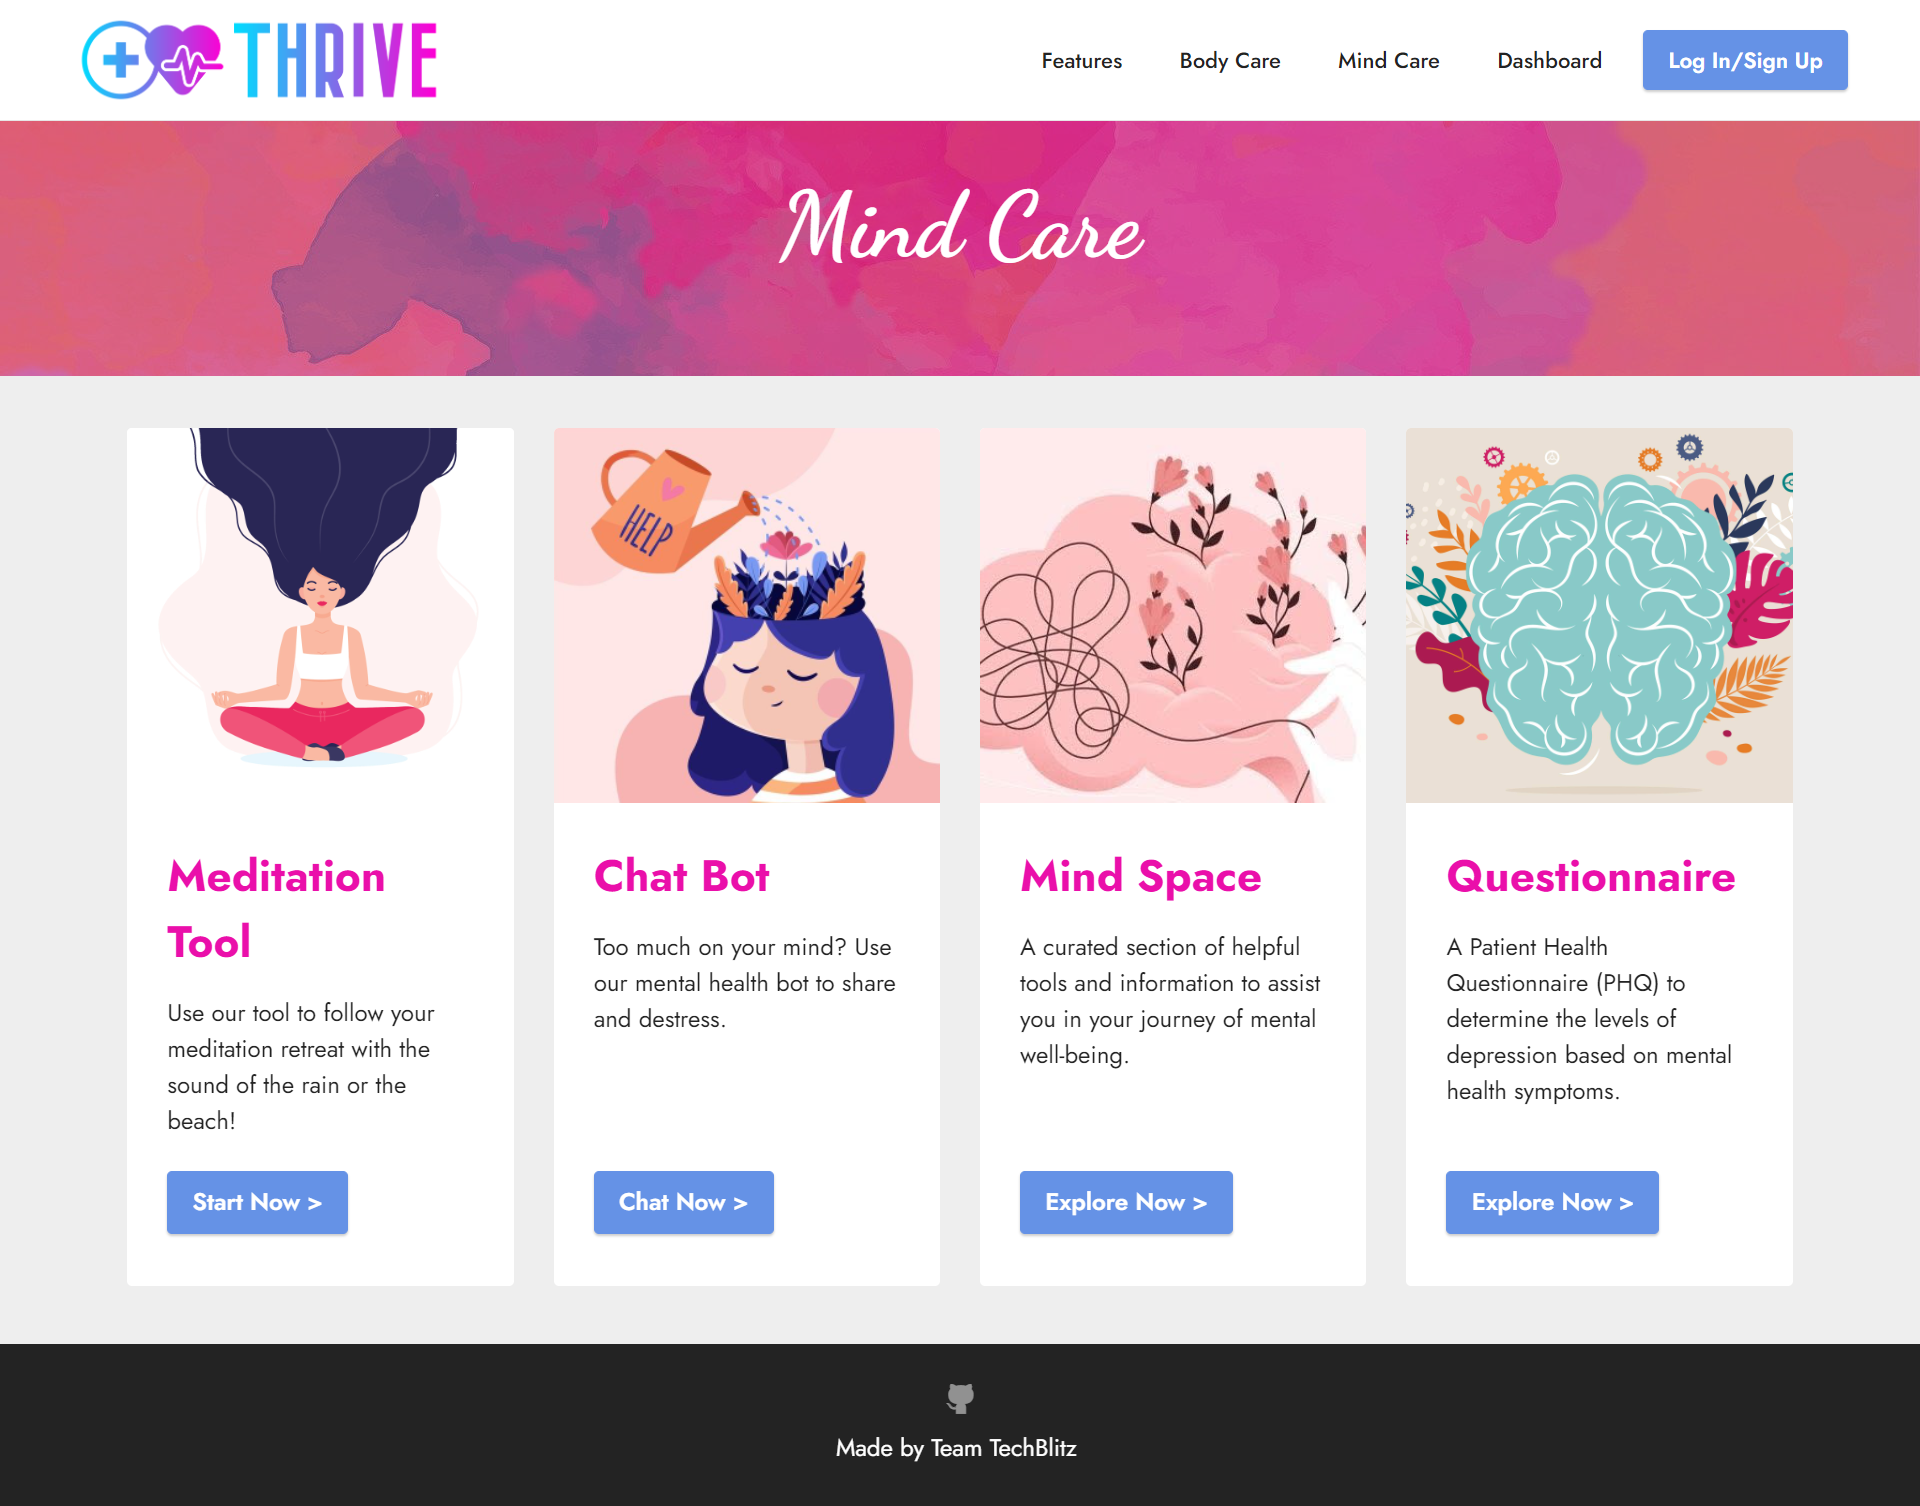 THRIVE
Features
Body Care
Mind Care
Dashboard
Log In/Sign Up
Mind Care
HELP
Meditation
Tool
Use our tool to follow your
meditation retreat with the
sound of the rain or the
beach!
Start Now >
Chat Bot
Too much on your mind? Use
our mental health bot to share
and destress.
Chat Now >
Mind Space
A curated section of helpful
tools and information to assist
you in your journey of mental
well-being.
Explore Now >
Questionnaire
A Patient Health
Questionnaire (PHQ) to
determine the levels of
depression based on mental
health symptoms.
Explore Now >
Made by Team TechBlitz